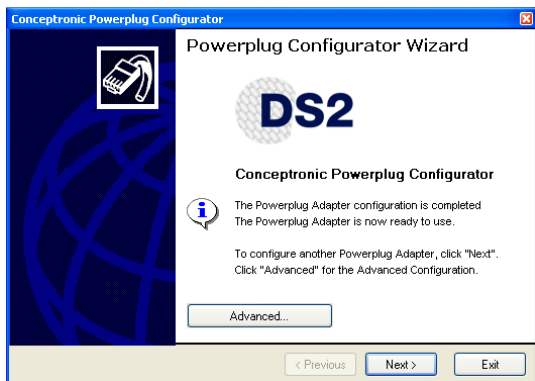 Conceptronic Powerplug Configurator
Powerplug Configurator Wizard
DS2
Conceptronic Powerplug Configurator
The Powerplug Adapter configuration is completed
The Powerplug Adapter is now ready to use.
To configure another Powerplug Adapter, click "Next".
Click "Advanced" for the Advanced Configuration.
Advanced...
< Previous Next > Exit